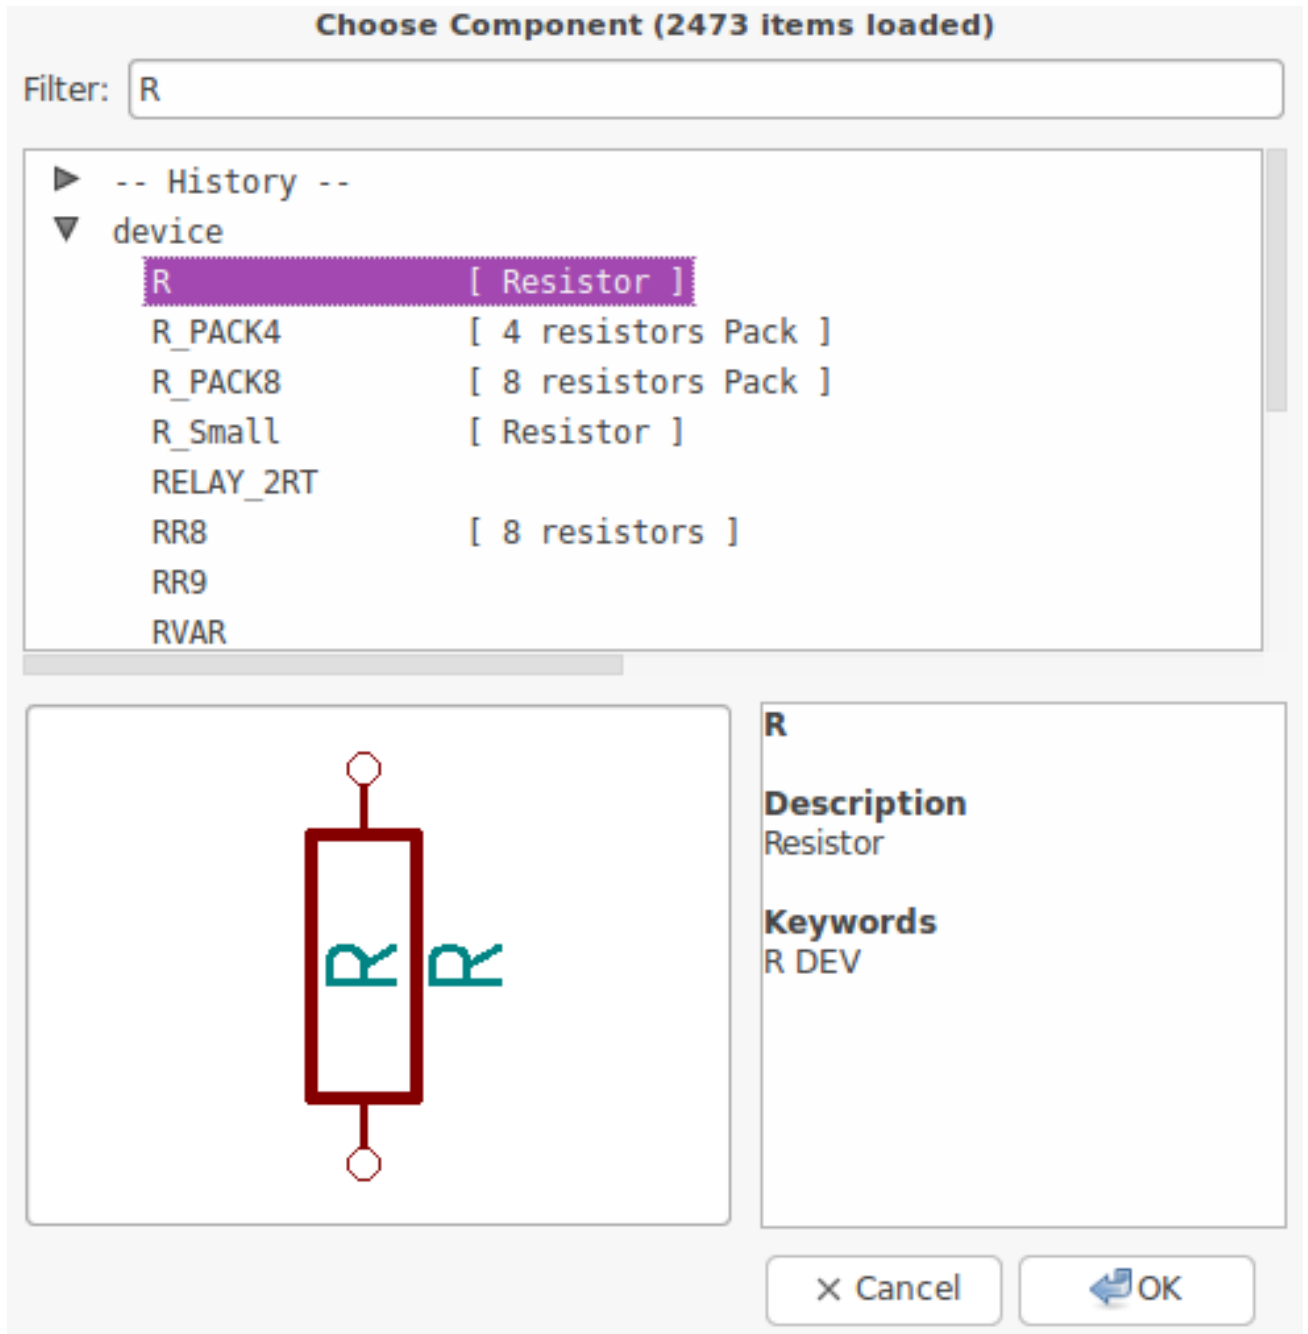 Choose Component (2473 items loaded)
Filter: R
-- History --
device
R [ Resistor ]
R_PACK4 [ 4 resistors Pack ]
R_PACK8 [ 8 resistors Pack ]
R_Small [ Resistor ]
RELAY_2RT
RR8 [ 8 resistors ]
RR9
RVAR
R R
R
Description
Resistor
Keywords
R DEV
Cancel
OK